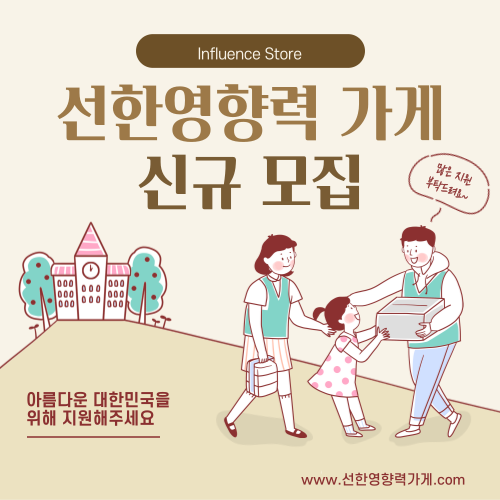 Influence Store
선한영향력 가게
신규 모집
많은 지원
부탁드려요~
아름다운 대한민국을
위해 지원해주세요
www.선한영향력가게.com